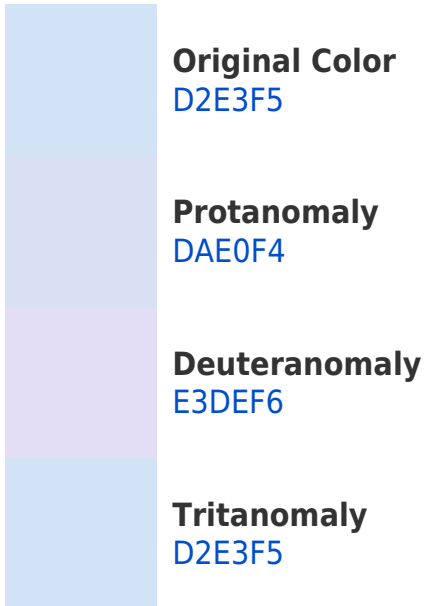 Original Color
D2E3F5
Protanomaly
DAE0F4
Deuteranomaly
E3DEF6
Tritanomaly
D2E3F5